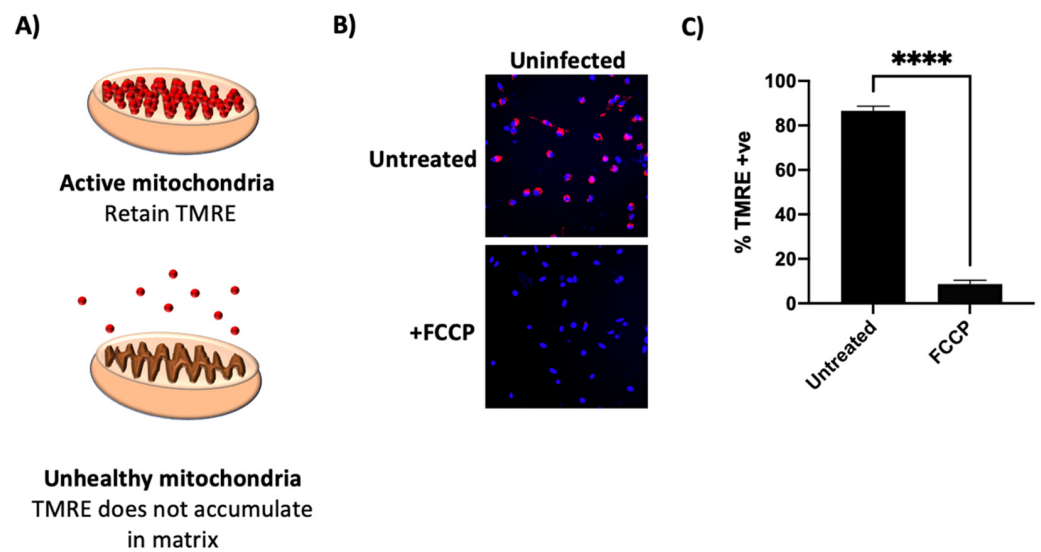 A)
Active mitochondria
Retain TMRE
Unhealthy mitochondria
TMRE does not accumulate
in matrix
B)
Uninfected
Untreated
+FCCP
C)
****
% TMRE +ve
100
80
60
40
20
0
Untreated
FCCP